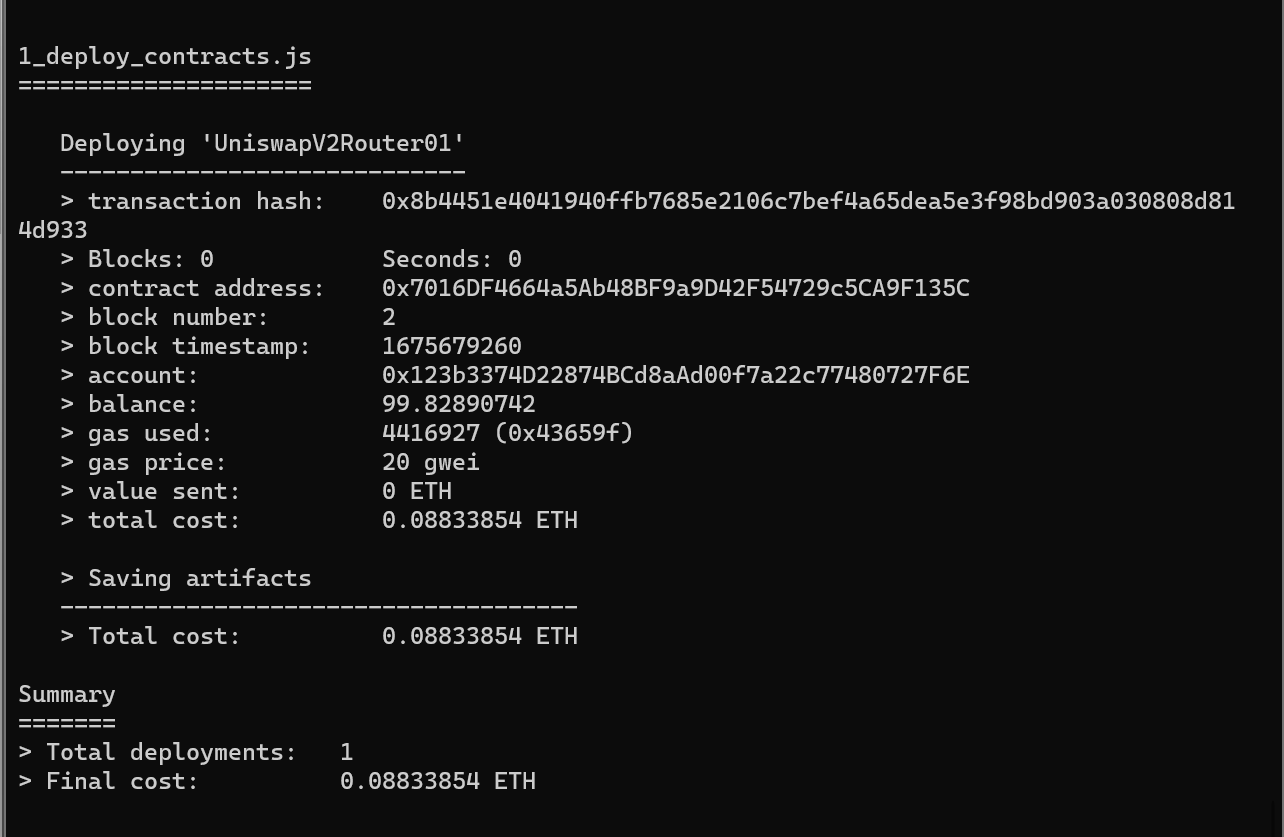 1_deploy_contracts.js
=====================
Deploying 'UniswapV2Router01'
-----------------------------
> transaction hash: 0x8b4451e4041940ffb7685e2106c7bef4a65dea5e3f98bd903a030808d81
4d933
> Blocks: 0 Seconds: 0
> contract address: 0x7016DF4664a5Ab48BF9a9D42F54729c5CA9F135C
> block number: 2
> block timestamp: 1675679260
> account: 0x123b3374D22874BCd8aAd00f7a22c77480727F6E
> balance: 99.82890742
> gas used: 4416927 (0x43659f)
> gas price: 20 gwei
> value sent: 0 ETH
> total cost: 0.08833854 ETH
> Saving artifacts
-------------------------------------
> Total cost: 0.08833854 ETH
Summary
=======
> Total deployments: 1
> Final cost: 0.08833854 ETH